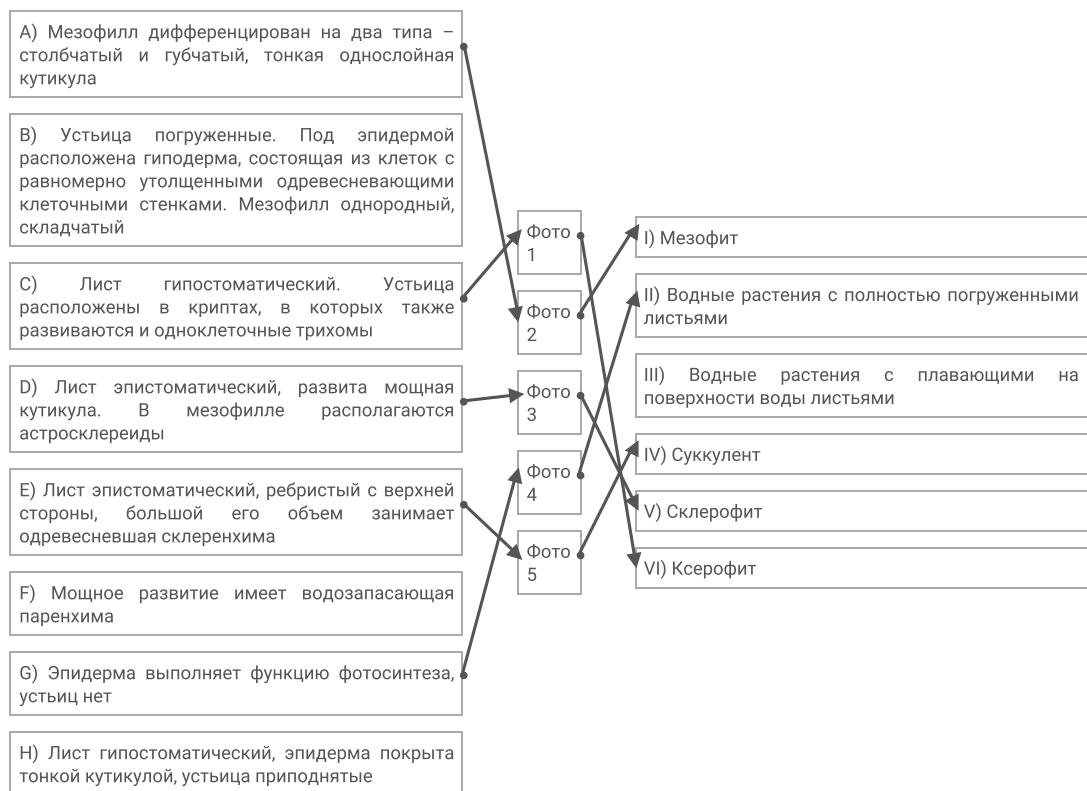 A) Мезофилл дифференцирован на два типа –
столбчатый и губчатый, тонкая однослойная
кутикула
B) Устьица погруженные. Под эпидермой
расположена гиподерма, состоящая из клеток с
равномерно утолщенными одревесневающими
клеточными стенками. Мезофилл однородный,
складчатый
C) Лист гипостоматический. Устьица
расположены в криптах, в которых также
развиваются и одноклеточные трихомы
D) Лист эпистоматический, развита мощная
кутикула. В мезофилле располагаются
астросклереиды
E) Лист эпистоматический, ребристый с верхней
стороны, большой его объем занимает
одревесневшая склеренхима
F) Мощное развитие имеет водозапасающая
паренхима
G) Эпидерма выполняет функцию фотосинтеза,
устьиц нет
H) Лист гипостоматический, эпидерма покрыта
тонкой кутикулой, устьица приподнятые
Фото
1
Фото
2
Фото
3
Фото
4
Фото
5
I) Мезофит
II) Водные растения с полностью погруженными
листьями
III) Водные растения с плавающими на
поверхности воды листьями
IV) Суккулент
V) Склерофит
VI) Ксерофит